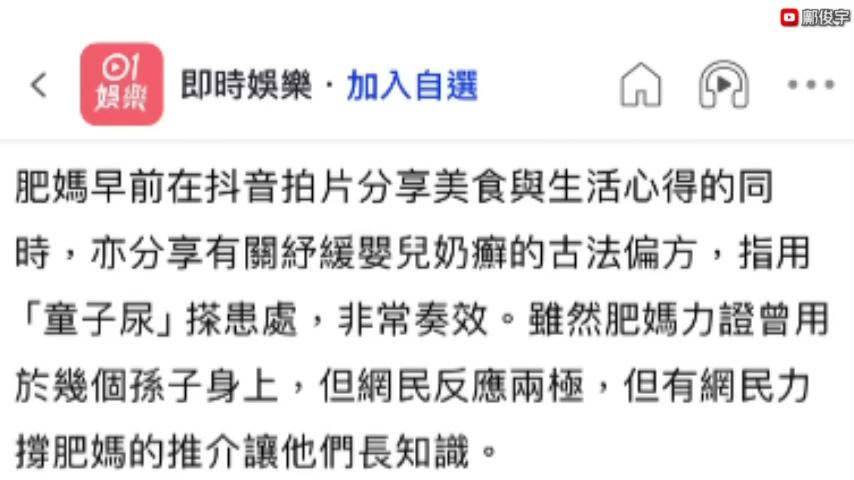 鄺俊宇
01
娛樂
即時娛樂 · 加入自選
肥媽早前在抖音拍片分享美食與生活心得的同
時，亦分享有關紓緩嬰兒奶癬的古法偏方，指用
「童子尿」搽患處，非常奏效。雖然肥媽力證曾用
於幾個孫子身上，但網民反應兩極，但有網民力
撐肥媽的推介讓他們長知識。